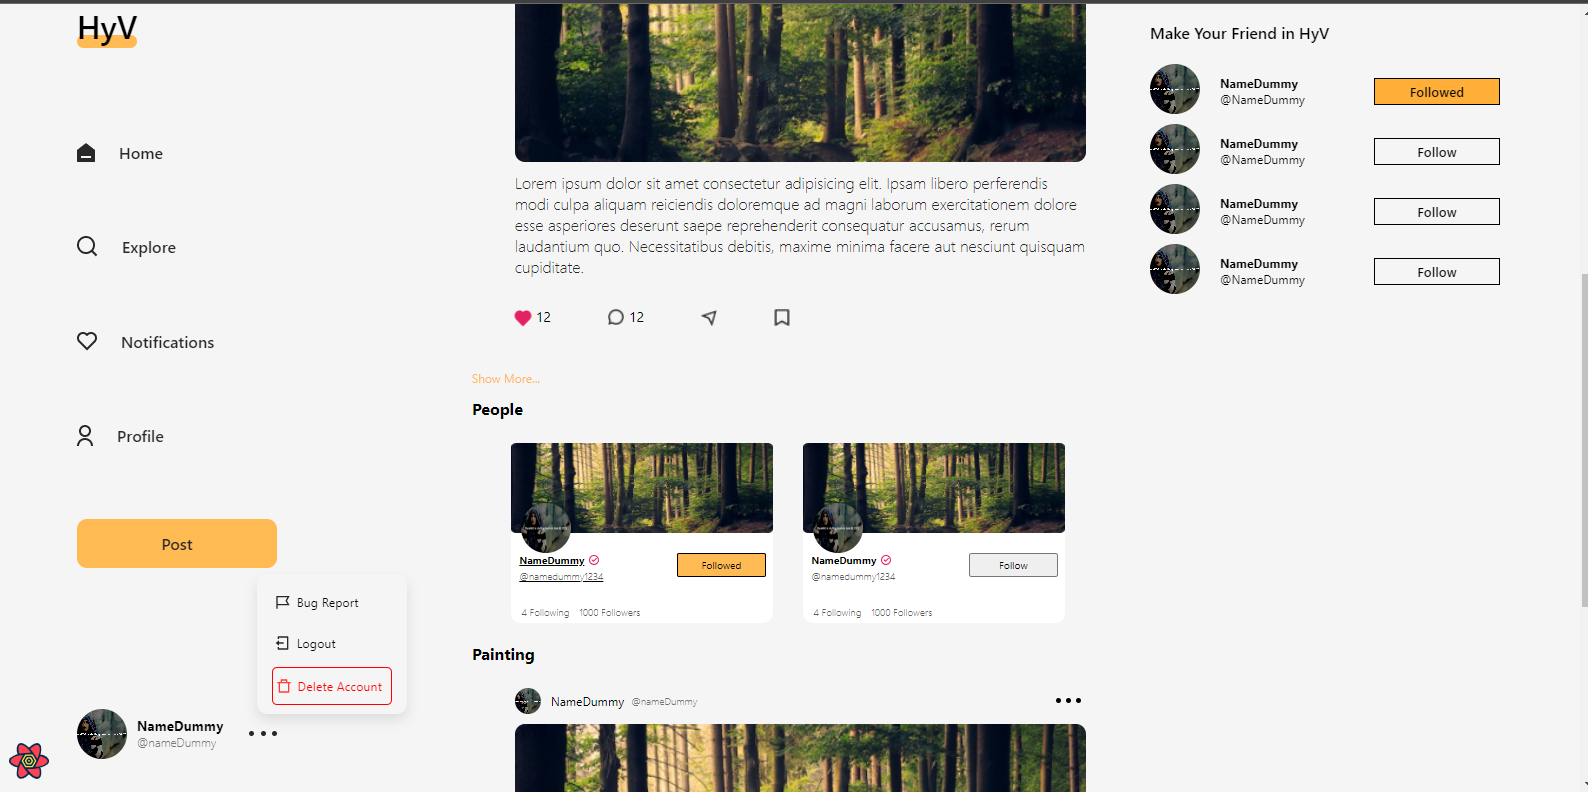 HyV
Home
Explore
Notifications
Profile
Post
Bug Report
Logout
Delete Account
NameDummy
@nameDummy
Lorem ipsum dolor sit amet consectetur adipisicing elit. Ipsam libero perferendis
modi culpa aliquam reiciendis doloremque ad magni laborum exercitationem dolore
esse asperiores deserunt saepe reprehenderit consequatur accusamus, rerum
laudantium quo. Necessitatibus debitis, maxime minima facere aut nesciunt quisquam
cupiditate.
12
12
Show More...
People
NameDummy
@namedummy1234
Followed
4 Following 1000 Followers
NameDummy
@namedummy1234
Follow
4 Following 1000 Followers
Painting
NameDummy @nameDummy
Make Your Friend in HyV
NameDummy
@NameDummy
Followed
NameDummy
@NameDummy
Follow
NameDummy
@NameDummy
Follow
NameDummy
@NameDummy
Follow